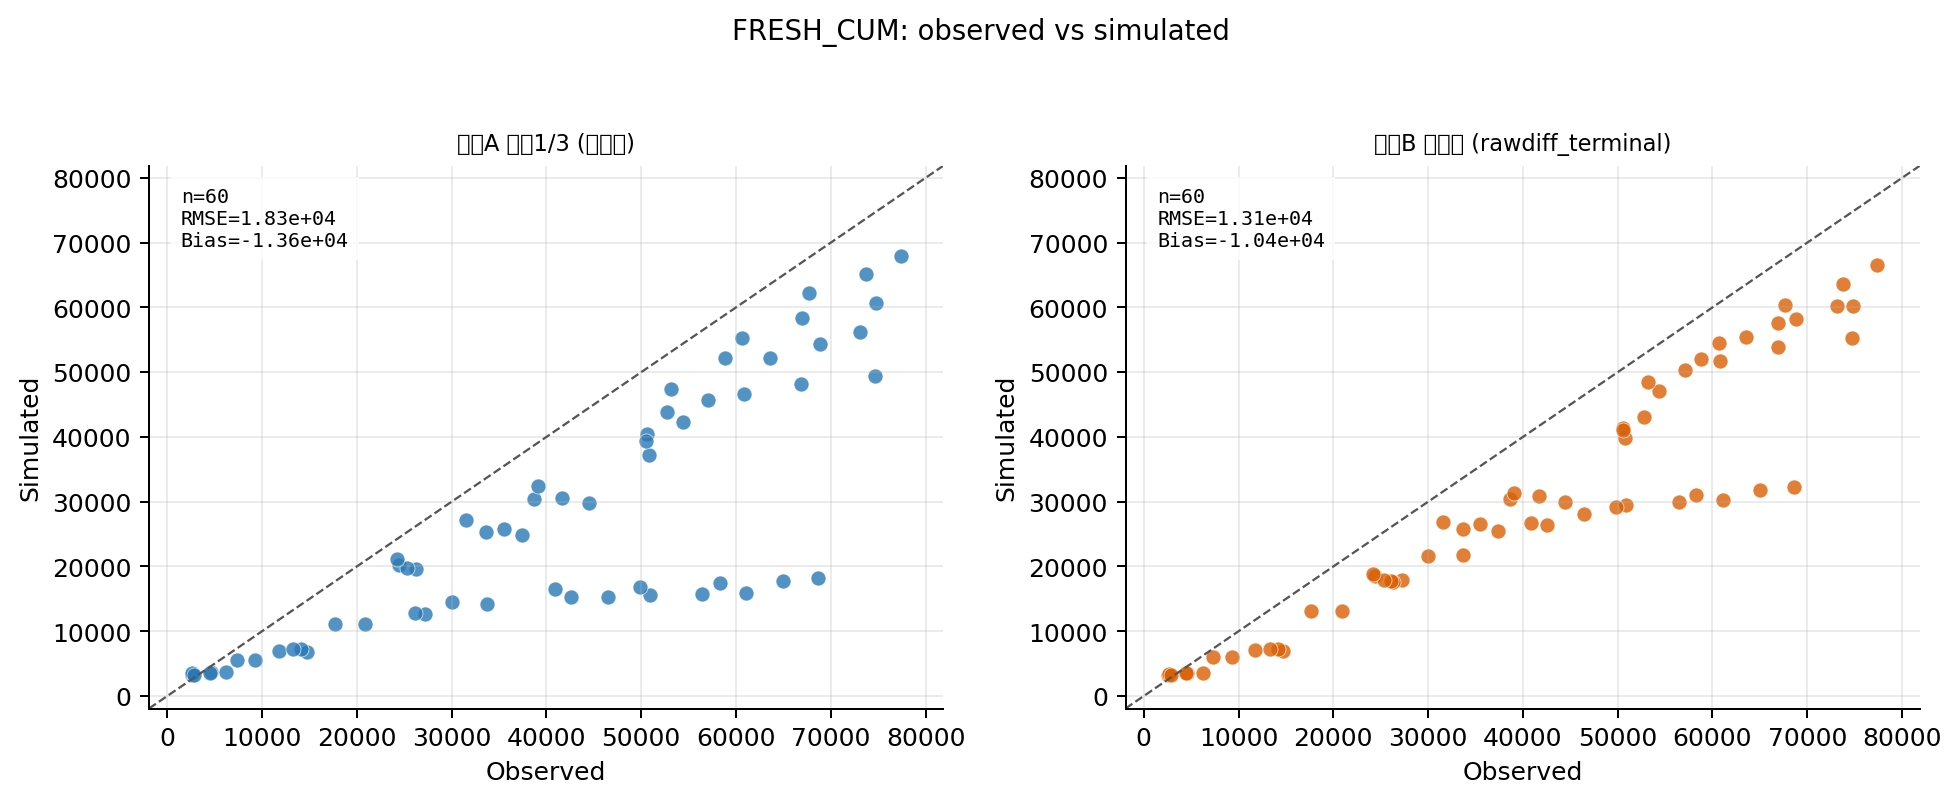 FRESH_CUM: observed vs simulated
A 1/3 ()
n=60
RMSE=1.83e+04
Bias=-1.36e+04
80000
70000
60000
50000
40000
30000
20000
10000
0
Simulated
0 10000 20000 30000 40000 50000 60000 70000 80000
Observed
B (rawdiff_terminal)
n=60
RMSE=1.31e+04
Bias=-1.04e+04
80000
70000
60000
50000
40000
30000
20000
10000
0
Simulated
0 10000 20000 30000 40000 50000 60000 70000 80000
Observed